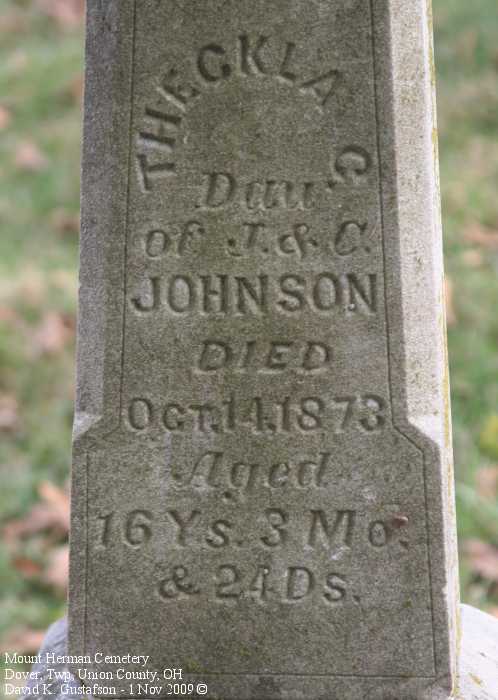 THECKLA C.
Dau.
of J. & C.
JOHNSON
DIED
OCT. 14, 1873
Aged
16 Ys. 3 Mo.
& 24 Ds.
Mount Herman Cemetery
Dover, Twp, Union County, OH
David K. Gustafson - 1 Nov 2009 ©